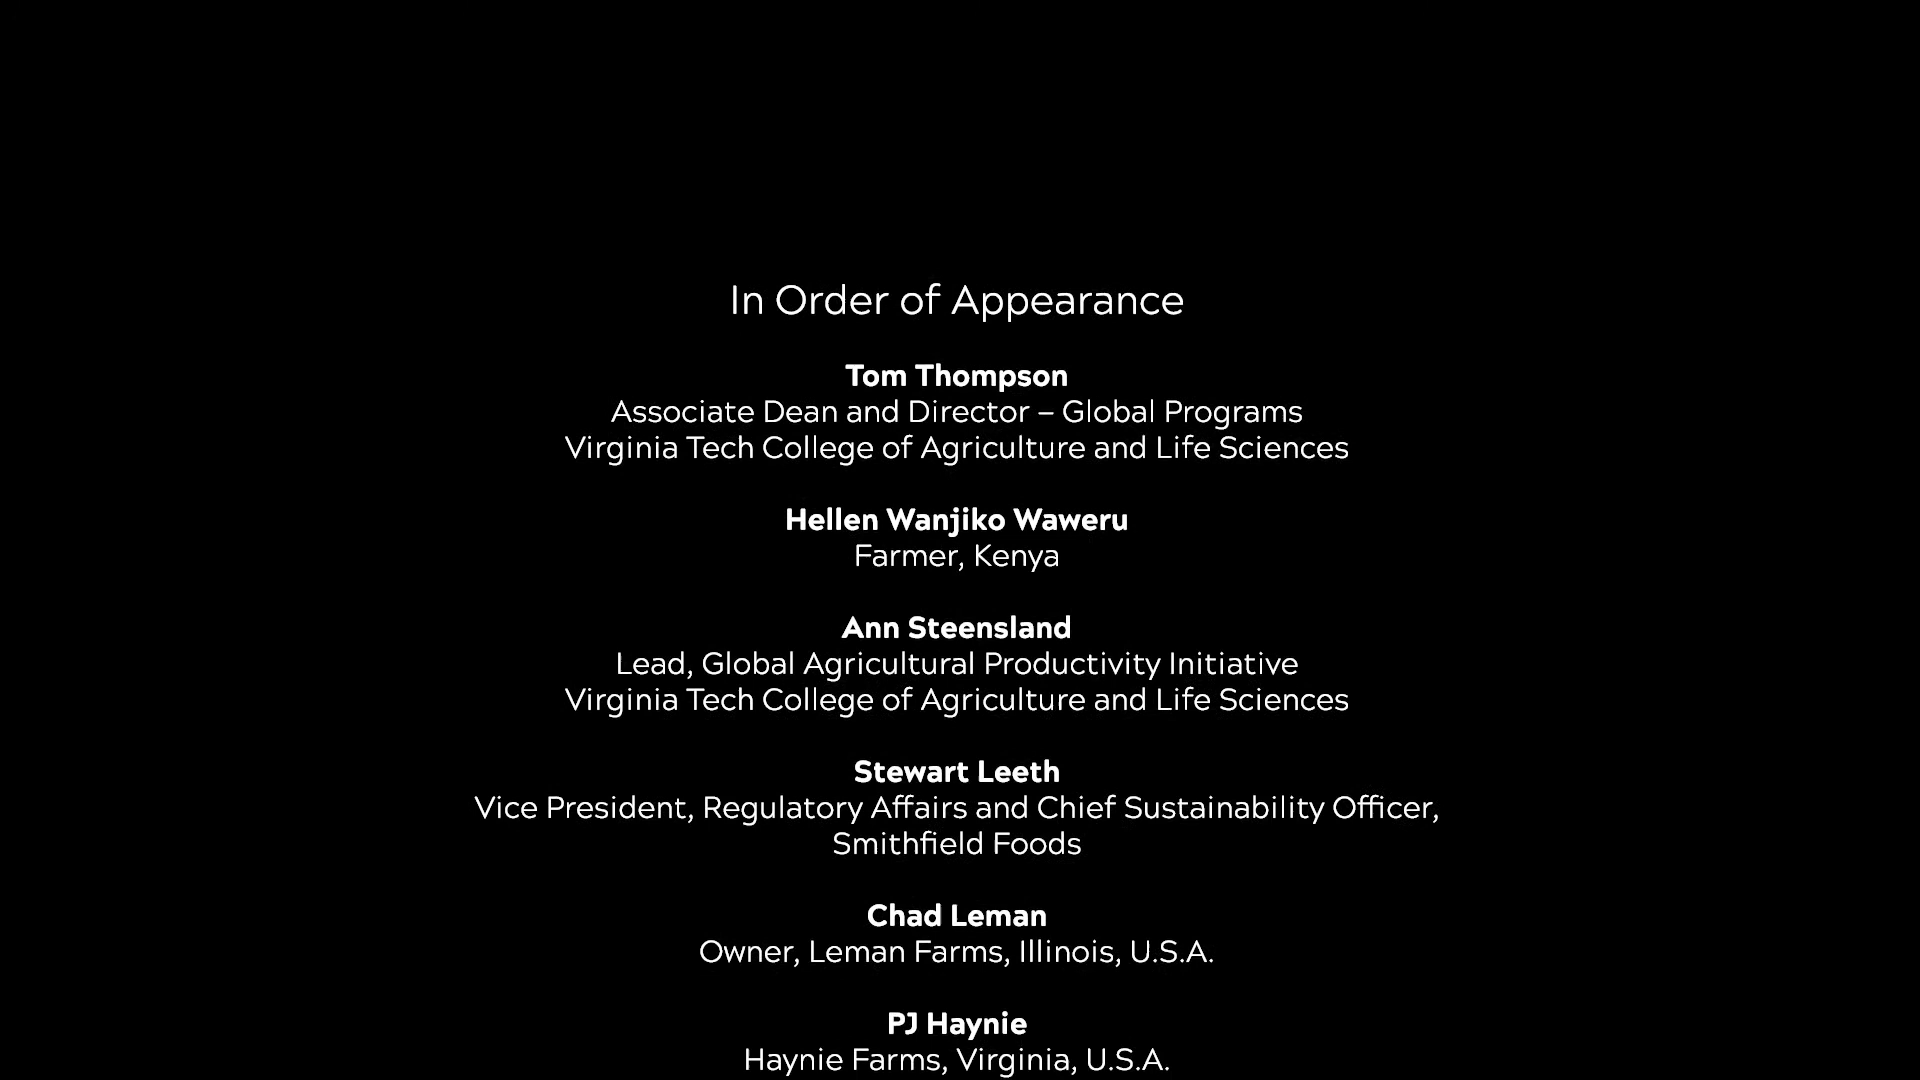 In Order of Appearance
Tom Thompson
Associate Dean and Director – Global Programs
Virginia Tech College of Agriculture and Life Sciences
Hellen Wanjiko Waweru
Farmer, Kenya
Ann Steensland
Lead, Global Agricultural Productivity Initiative
Virginia Tech College of Agriculture and Life Sciences
Stewart Leeth
Vice President, Regulatory Affairs and Chief Sustainability Officer,
Smithfield Foods
Chad Leman
Owner, Leman Farms, Illinois, U.S.A.
PJ Haynie
Haynie Farms, Virginia, U.S.A.